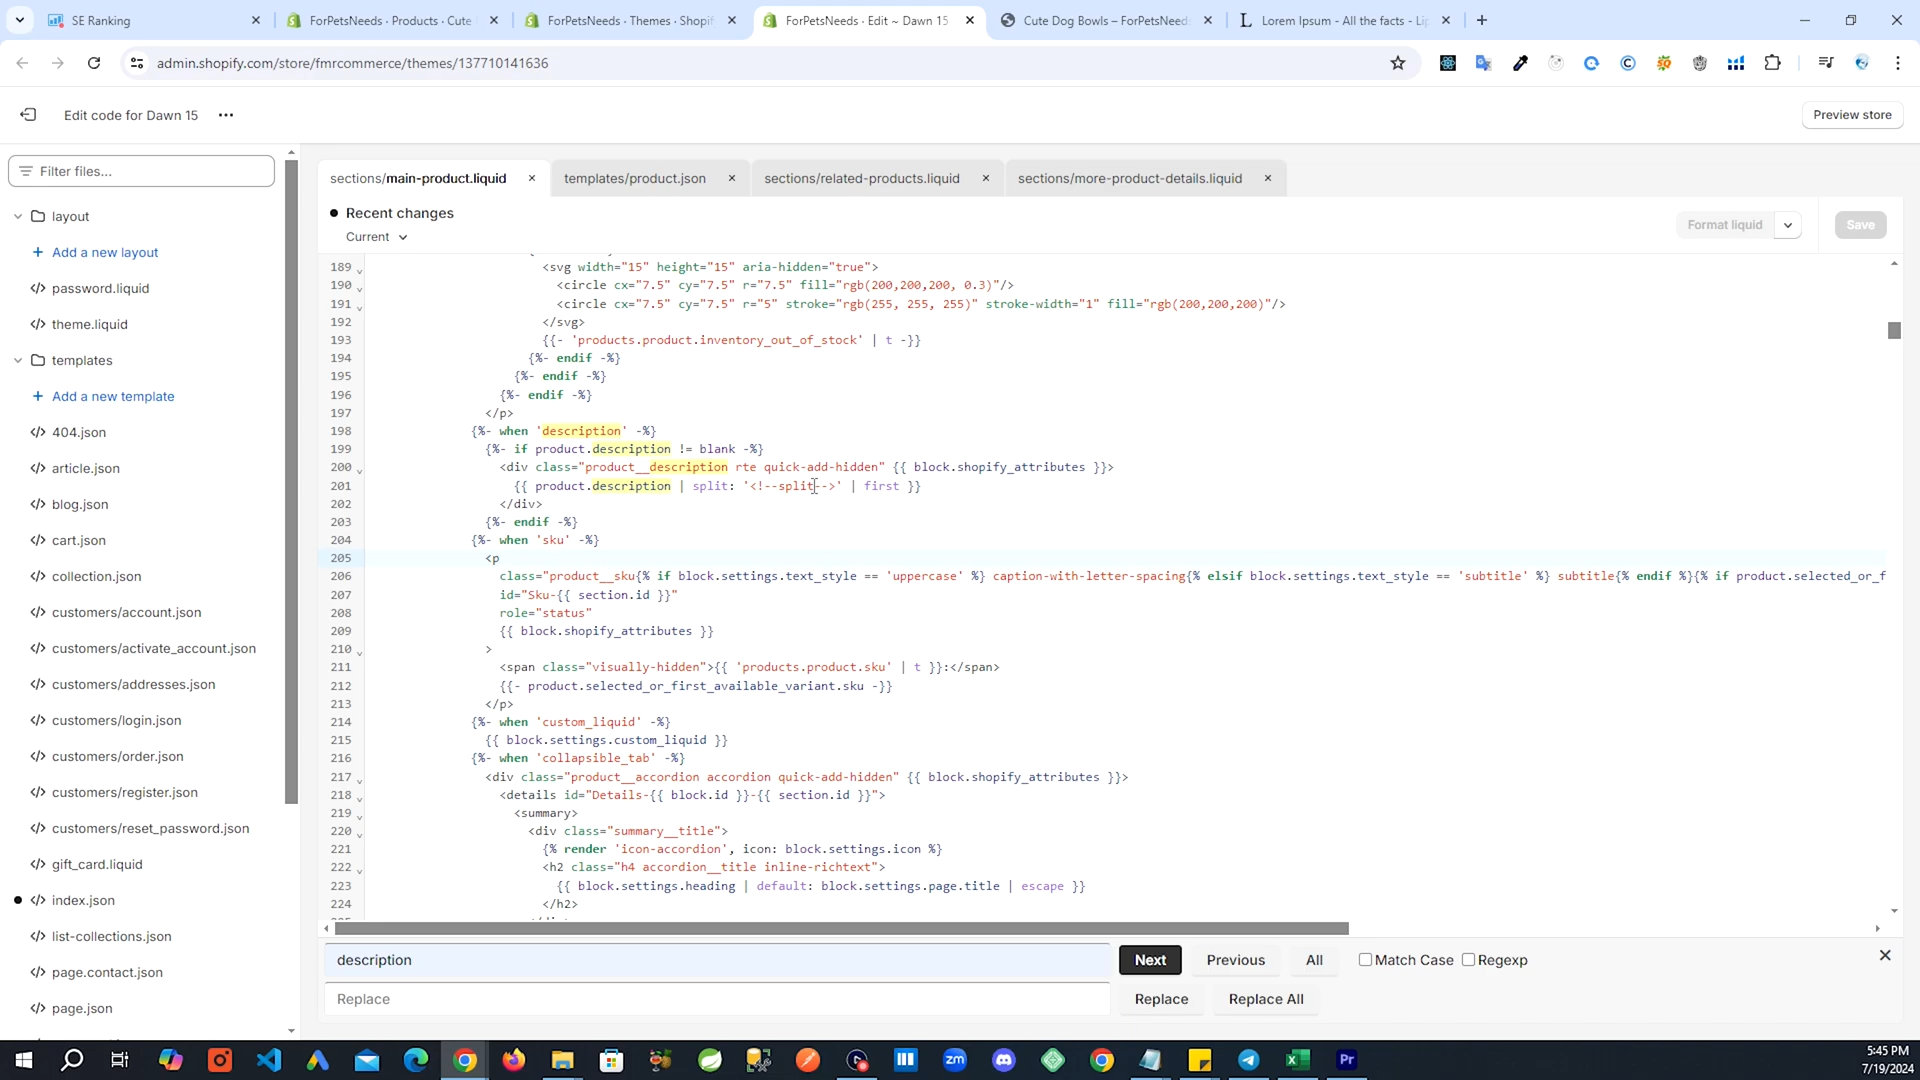 SE Ranking
ForPetsNeeds · Products · Cute
ForPetsNeeds · Themes · Shopif
ForPetsNeeds · Edit ~ Dawn 15
Cute Dog Bowls – ForPetsNeeds
Lorem Ipsum - All the facts - Lip
admin.shopify.com/store/fmrcommerce/themes/137710141636
Edit code for Dawn 15
Preview store
Filter files...
layout
Add a new layout
password.liquid
theme.liquid
templates
Add a new template
404.json
article.json
blog.json
cart.json
collection.json
customers/account.json
customers/activate_account.json
customers/addresses.json
customers/login.json
customers/order.json
customers/register.json
customers/reset_password.json
gift_card.liquid
index.json
list-collections.json
page.contact.json
page.json
sections/main-product.liquid
templates/product.json
sections/related-products.liquid
sections/more-product-details.liquid
Recent changes
Current
Format liquid
Save
189 <svg width="15" height="15" aria-hidden="true">
190 <circle cx="7.5" cy="7.5" r="7.5" fill="rgb(200,200,200, 0.3)"/>
191 <circle cx="7.5" cy="7.5" r="5" stroke="rgb(255, 255, 255)" stroke-width="1" fill="rgb(200,200,200)"/>
192 </svg>
193 {{- 'products.product.inventory_out_of_stock' | t -}}
194 {%- endif -%}
195 {%- endif -%}
196 {%- endif -%}
197 </p>
198 {%- when 'description' -%}
199 {%- if product.description != blank -%}
200 <div class="product__description rte quick-add-hidden" {{ block.shopify_attributes }}>
201 {{ product.description | split: '<!--split-->' | first }}
202 </div>
203 {%- endif -%}
204 {%- when 'sku' -%}
205 <p
206 class="product__sku{% if block.settings.text_style == 'uppercase' %} caption-with-letter-spacing{% elsif block.settings.text_style == 'subtitle' %} subtitle{% endif %}{% if product.selected_or_f
207 id="Sku-{{ section.id }}"
208 role="status"
209 {{ block.shopify_attributes }}
210 >
211 <span class="visually-hidden">{{ 'products.product.sku' | t }}:</span>
212 {{- product.selected_or_first_available_variant.sku -}}
213 </p>
214 {%- when 'custom_liquid' -%}
215 {{ block.settings.custom_liquid }}
216 {%- when 'collapsible_tab' -%}
217 <div class="product__accordion accordion quick-add-hidden" {{ block.shopify_attributes }}>
218 <details id="Details-{{ block.id }}-{{ section.id }}">
219 <summary>
220 <div class="summary__title">
221 {% render 'icon-accordion', icon: block.settings.icon %}
222 <h2 class="h4 accordion__title inline-richtext">
223 {{ block.settings.heading | default: block.settings.page.title | escape }}
224 </h2>
description
Next
Previous
All
Match Case
Regexp
Replace
Replace
Replace All
5:45 PM
7/19/2024